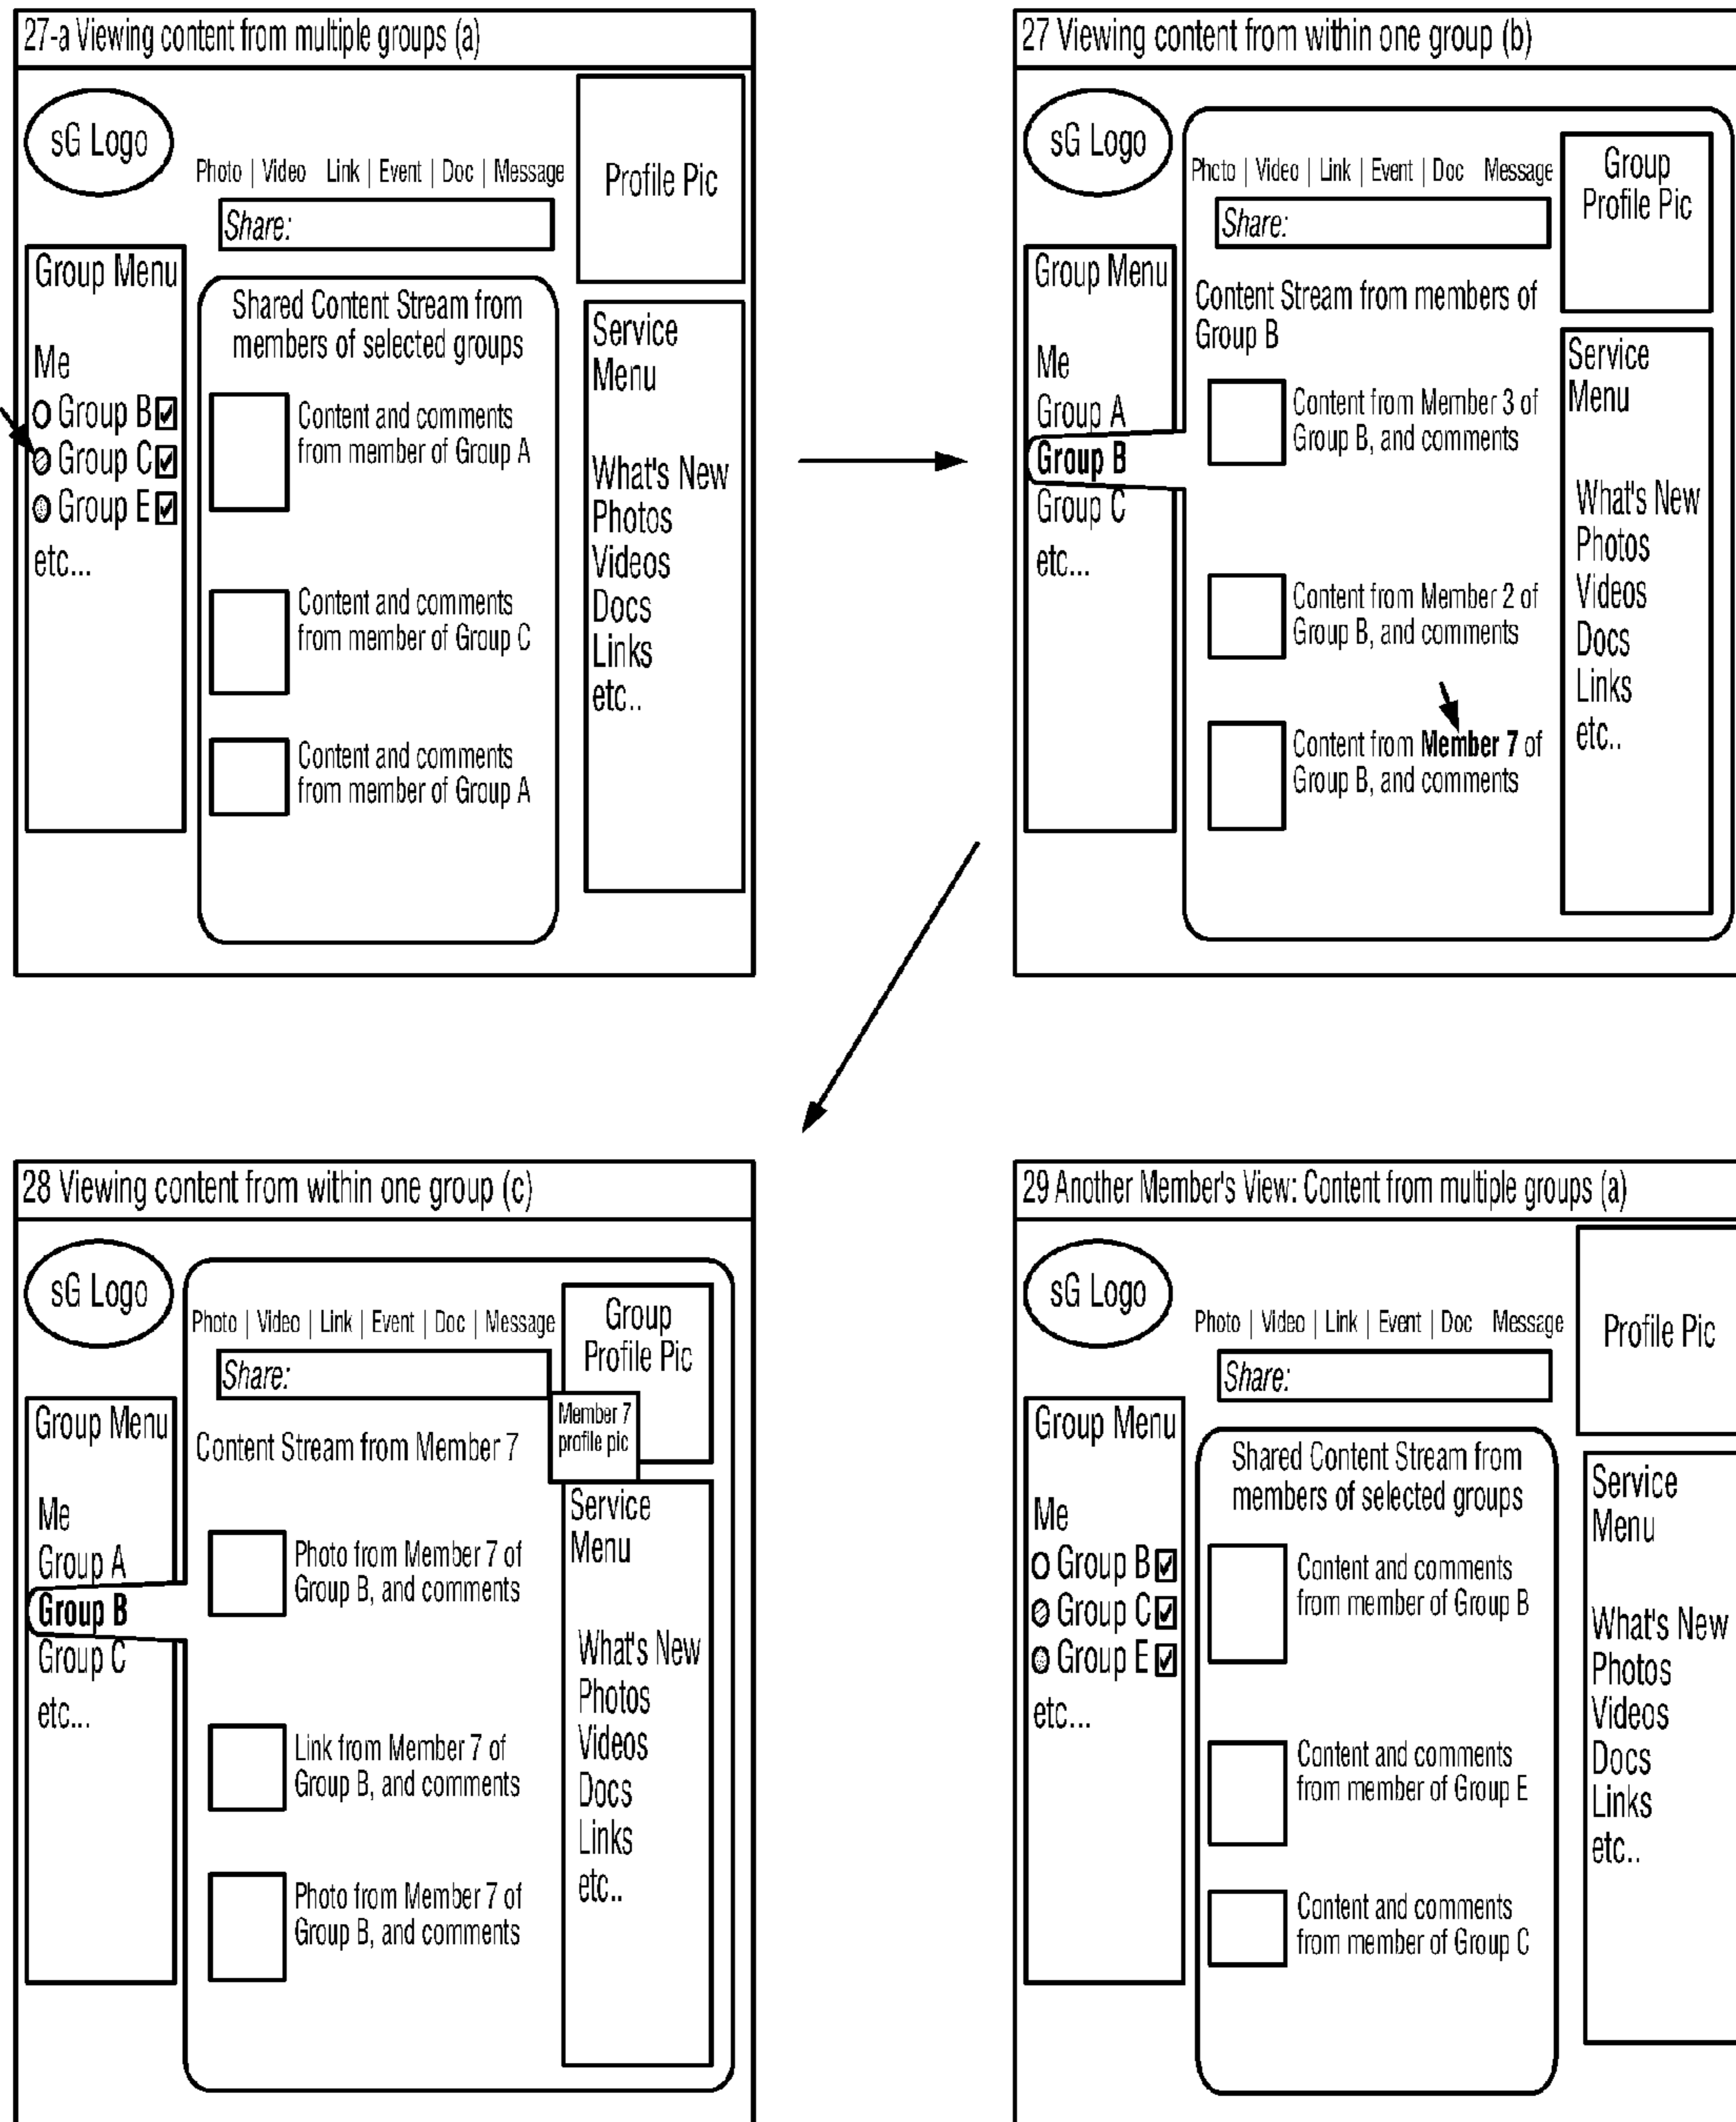 27-a Viewing content from multiple groups (a)
sG Logo
Photo | Video Link | Event | Doc | Message
Share:
Profile Pic
Group Menu
Me
Group B
Group C
Group E
etc...
Shared Content Stream from
members of selected groups
Content and comments
from member of Group A
Content and comments
from member of Group C
Content and comments
from member of Group A
Service
Menu
What's New
Photos
Videos
Docs
Links
etc..
27 Viewing content from within one group (b)
sG Logo
Photo | Video | Link | Event | Doc Message
Share:
Group
Profile Pic
Group Menu
Me
Group A
Group B
Group C
etc...
Content Stream from members of
Group B
Content from Member 3 of
Group B, and comments
Content from Member 2 of
Group B, and comments
Content from Member 7 of
Group B, and comments
Service
Menu
What's New
Photos
Videos
Docs
Links
etc..
28 Viewing content from within one group (c)
sG Logo
Photo | Video | Link | Event | Doc | Message
Share:
Group
Profile Pic
Member 7
profile pic
Group Menu
Me
Group A
Group B
Group C
etc...
Content Stream from Member 7
Photo from Member 7 of
Group B, and comments
Link from Member 7 of
Group B, and comments
Photo from Member 7 of
Group B, and comments
Service
Menu
What's New
Photos
Videos
Docs
Links
etc..
29 Another Member's View: Content from multiple groups (a)
sG Logo
Photo | Video | Link | Event | Doc Message
Share:
Profile Pic
Group Menu
Me
Group B
Group C
Group E
etc...
Shared Content Stream from
members of selected groups
Content and comments
from member of Group B
Content and comments
from member of Group E
Content and comments
from member of Group C
Service
Menu
What's New
Photos
Videos
Docs
Links
etc..